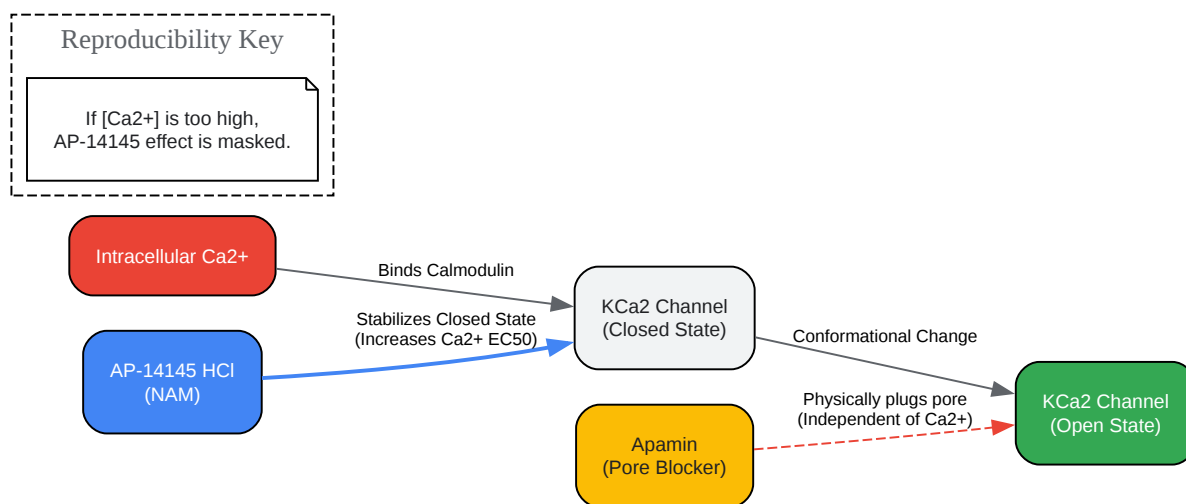 Reproducibility Key
If [Ca2+] is too high,
AP-14145 effect is masked.
Intracellular Ca2+
Binds Calmodulin
KCa2 Channel
(Closed State)
Stabilizes Closed State
(Increases Ca2+ EC50)
AP-14145 HCl
(NAM)
Conformational Change
KCa2 Channel
(Open State)
Physically plugs pore
(Independent of Ca2+)
Apamin
(Pore Blocker)